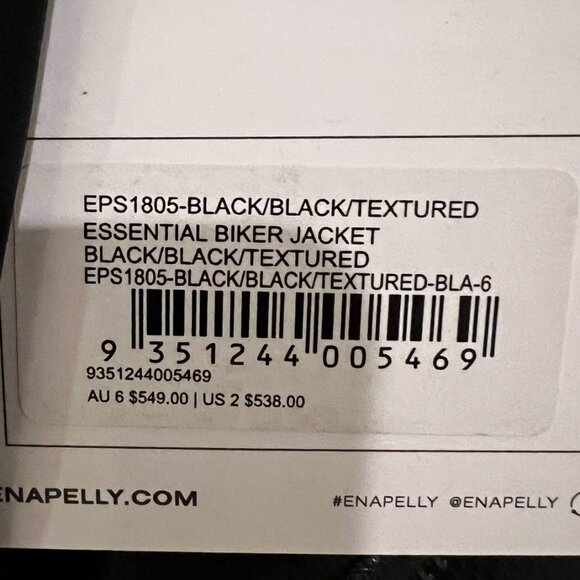 EPS1805-BLACK/BLACK/TEXTURED
ESSENTIAL BIKER JACKET
BLACK/BLACK/TEXTURED
EPS1805-BLACK/BLACK/TEXTURED-BLA-6
9 351244 005469
9351244005469
AU 6 $549.00 | US 2 $538.00
ENAPELLY.COM
#ENAPELLY @ENAPELLY